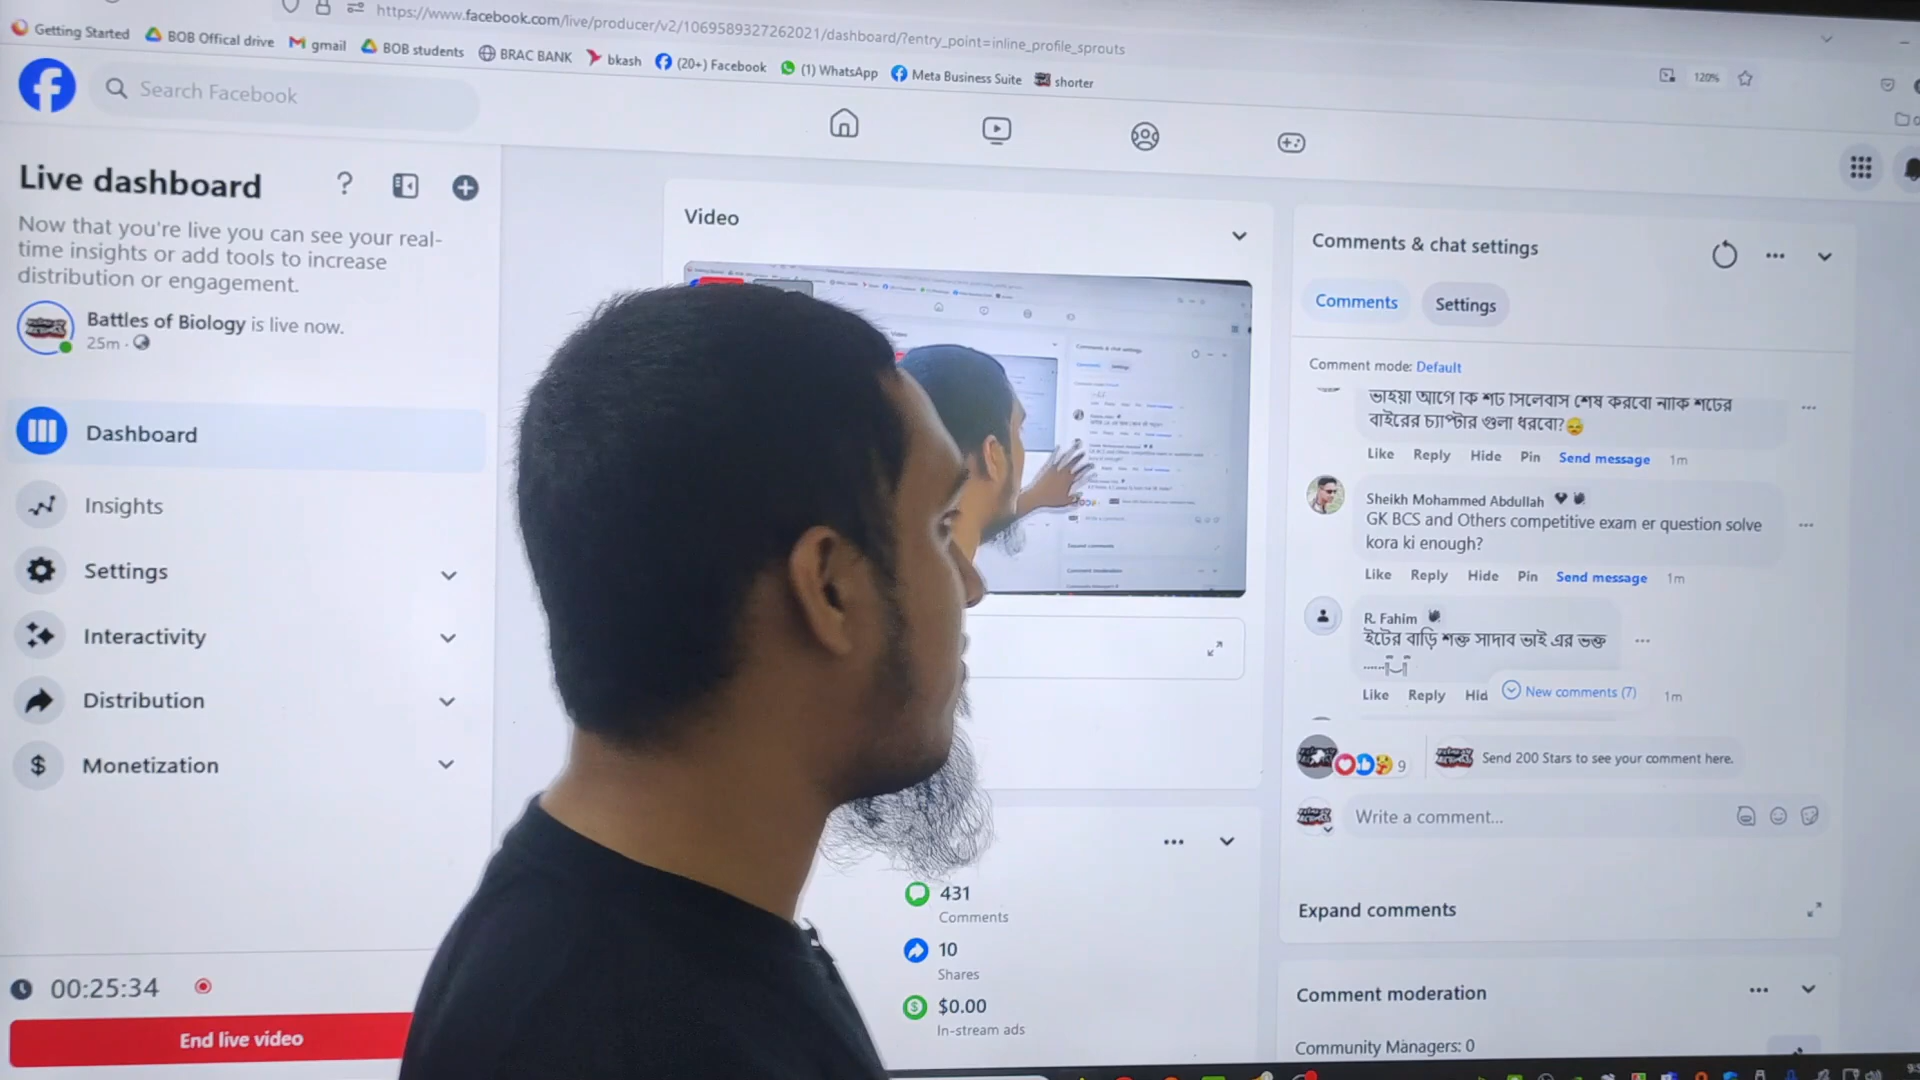 https://www.facebook.com/live/producer/v2/1069589327262021/dashboard/?entry_point=inline_profile_sprouts
Getting Started
BOB Offical drive
gmail
BOB students
BRAC BANK
bkash
(20+) Facebook
(1) WhatsApp
Meta Business Suite
shorter
120%
Search Facebook
Live dashboard
Now that you're live you can see your real-
time insights or add tools to increase
distribution or engagement.
Battles of Biology is live now.
25m ·
Dashboard
Insights
Settings
Interactivity
Distribution
Monetization
00:25:34
End live video
Video
431
Comments
10
Shares
$0.00
In-stream ads
Comments & chat settings
Comments
Settings
Comment mode: Default
ভাইয়া আগে কি শর্ট সিলেবাস শেষ করবো নাকি শর্টের
বাইরের চ্যাপ্টার গুলা ধরবো?😔
Like Reply Hide Pin Send message 1m
Sheikh Mohammed Abdullah
GK BCS and Others competitive exam er question solve
kora ki enough?
Like Reply Hide Pin Send message 1m
R. Fahim
ইটের বাড়ি শক্ত সাদাব ভাই এর ভক্ত
Like Reply Hid New comments (7) 1m
9
Send 200 Stars to see your comment here.
Write a comment...
Expand comments
Comment moderation
Community Managers: 0